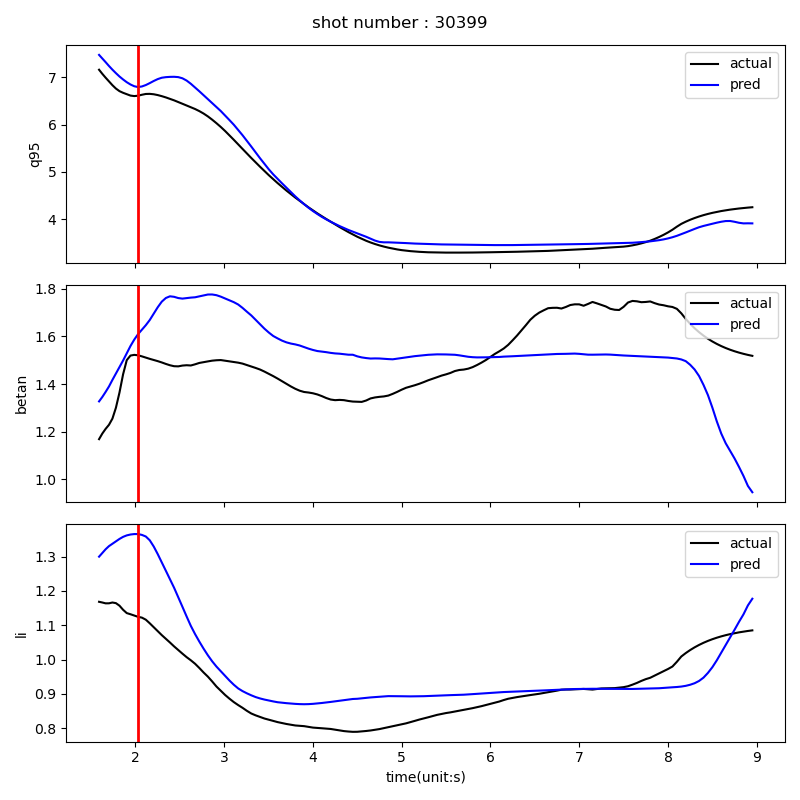 shot number : 30399
7
6
5
4
q95
actual
pred
1.8
1.6
1.4
1.2
1.0
betan
actual
pred
1.3
1.2
1.1
1.0
0.9
0.8
li
actual
pred
2 3 4 5 6 7 8 9
time(unit:s)